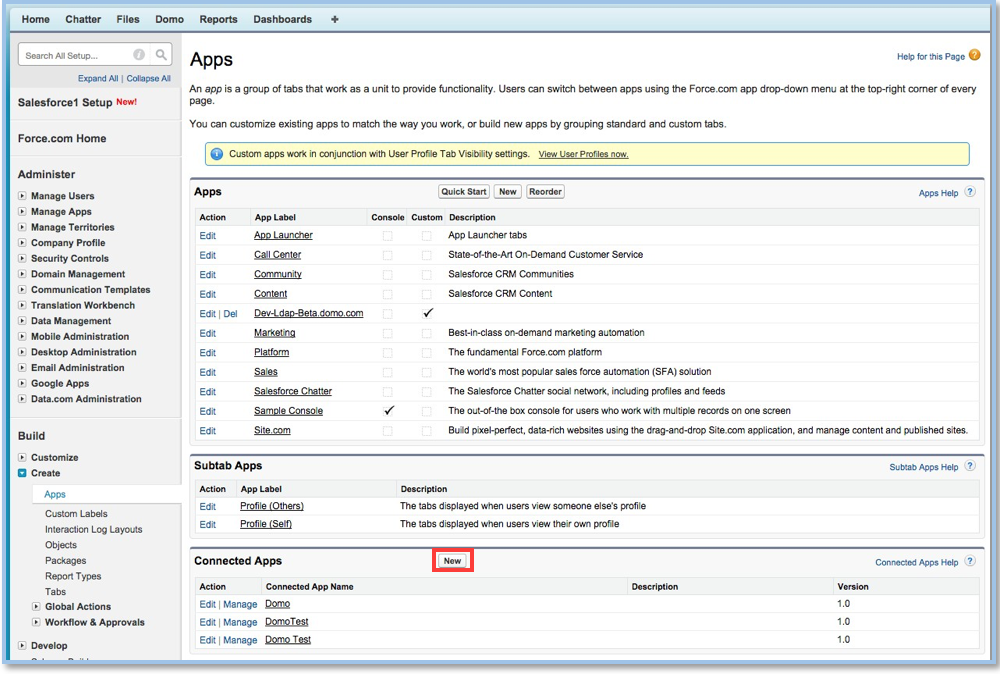 Home Chatter Files Domo Reports Dashboards +
Search All Setup...
Expand All | Collapse All
Salesforce1 Setup New!
Force.com Home
Administer
Manage Users
Manage Apps
Manage Territories
Company Profile
Security Controls
Domain Management
Communication Templates
Translation Workbench
Data Management
Mobile Administration
Desktop Administration
Email Administration
Google Apps
Data.com Administration
Build
Customize
Create
Apps
Custom Labels
Interaction Log Layouts
Objects
Packages
Report Types
Tabs
Global Actions
Workflow & Approvals
Develop
Apps
Help for this Page ?
An app is a group of tabs that work as a unit to provide functionality. Users can switch between apps using the Force.com app drop-down menu at the top-right corner of every
page.
You can customize existing apps to match the way you work, or build new apps by grouping standard and custom tabs.
Custom apps work in conjunction with User Profile Tab Visibility settings. View User Profiles now.
Apps Quick Start New Reorder Apps Help ?
Action App Label Console Custom Description
Edit App Launcher App Launcher tabs
Edit Call Center State-of-the-Art On-Demand Customer Service
Edit Community Salesforce CRM Communities
Edit Content Salesforce CRM Content
Edit | Del Dev-Ldap-Beta.domo.com
Edit Marketing Best-in-class on-demand marketing automation
Edit Platform The fundamental Force.com platform
Edit Sales The world's most popular sales force automation (SFA) solution
Edit Salesforce Chatter The Salesforce Chatter social network, including profiles and feeds
Edit Sample Console The out-of-the box console for users who work with multiple records on one screen
Edit Site.com Build pixel-perfect, data-rich websites using the drag-and-drop Site.com application, and manage content and published sites.
Subtab Apps Subtab Apps Help ?
Action App Label Description
Edit Profile (Others) The tabs displayed when users view someone else's profile
Edit Profile (Self) The tabs displayed when users view their own profile
Connected Apps New Connected Apps Help ?
Action Connected App Name Description Version
Edit | Manage Domo 1.0
Edit | Manage DomoTest 1.0
Edit | Manage Domo Test 1.0